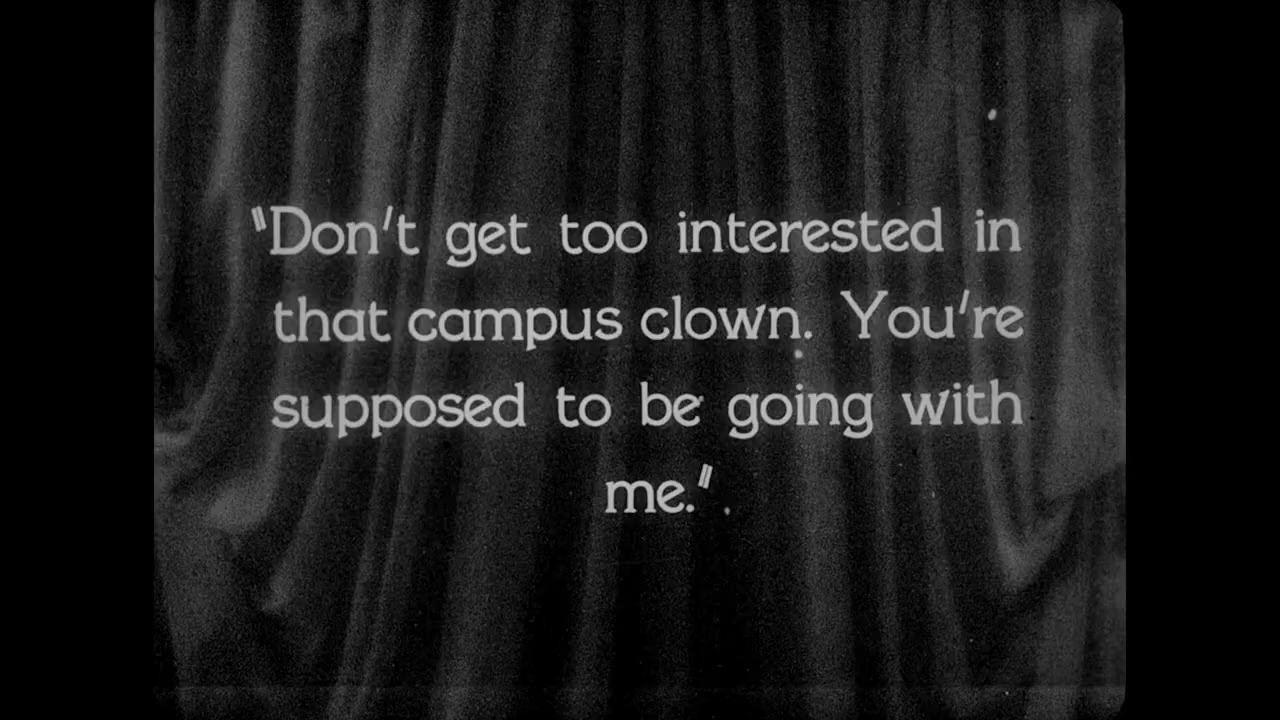 "Don't get too interested in
that campus clown. You're
supposed to be going with
me."